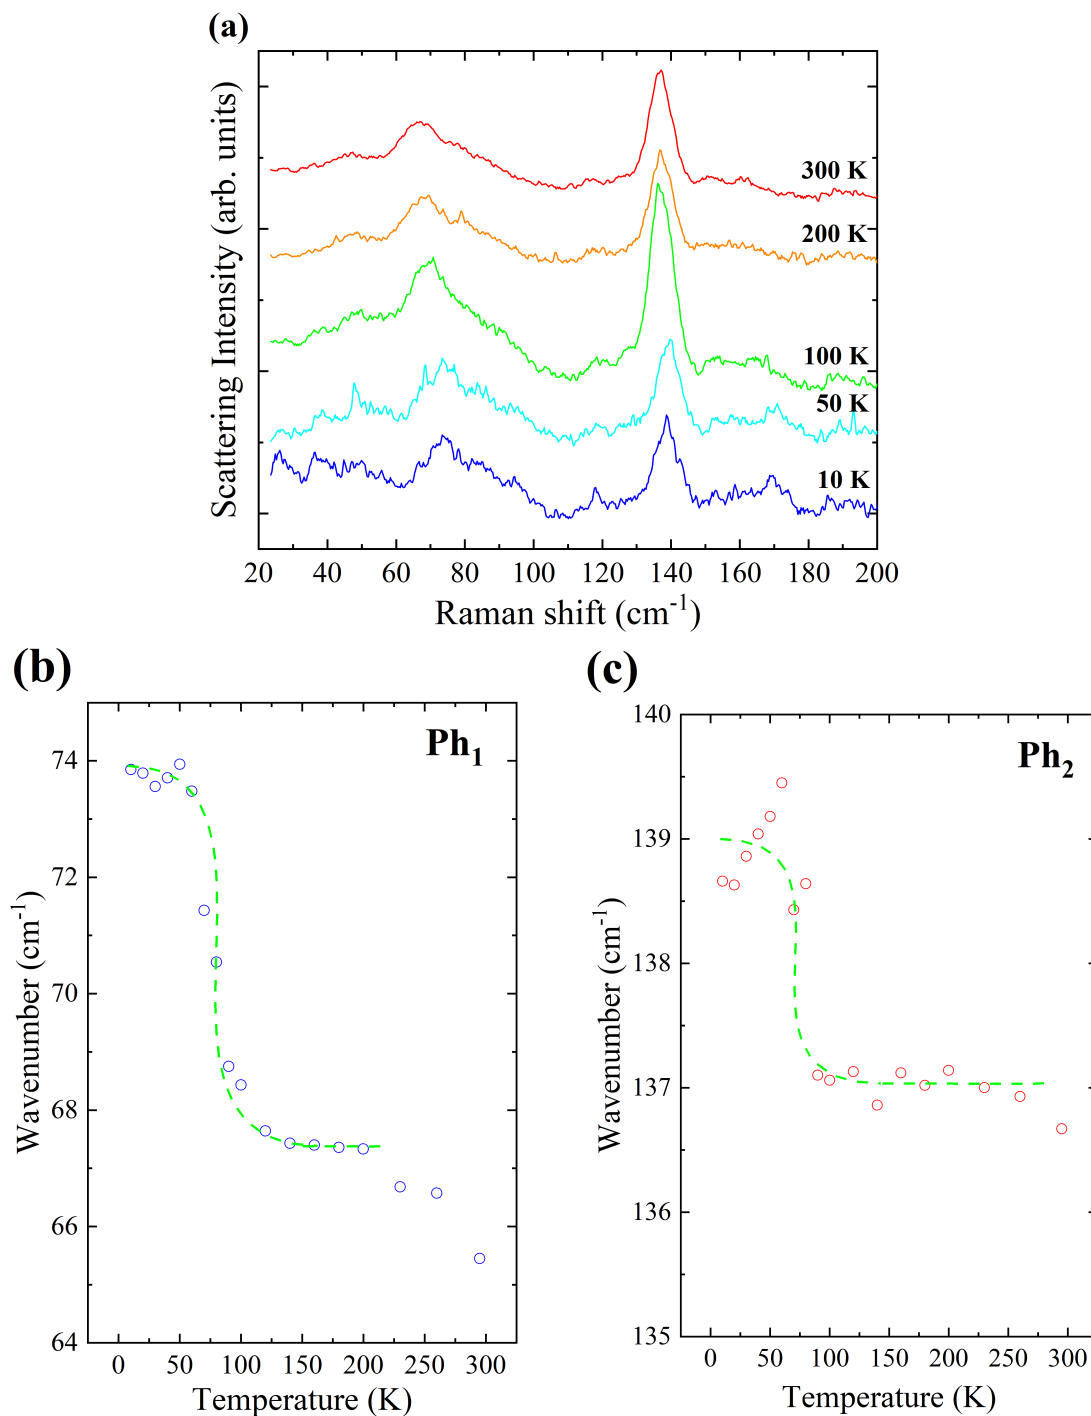 (a)
Scattering Intensity (arb. units)
300 K
200 K
100 K
50 K
10 K
20 40 60 80 100 120 140 160 180 200
Raman shift (cm⁻¹)
(b)
Ph₁
74
72
70
68
66
64
Wavenumber (cm⁻¹)
0 50 100 150 200 250 300
Temperature (K)
(c)
Ph₂
140
139
138
137
136
135
Wavenumber (cm⁻¹)
0 50 100 150 200 250 300
Temperature (K)